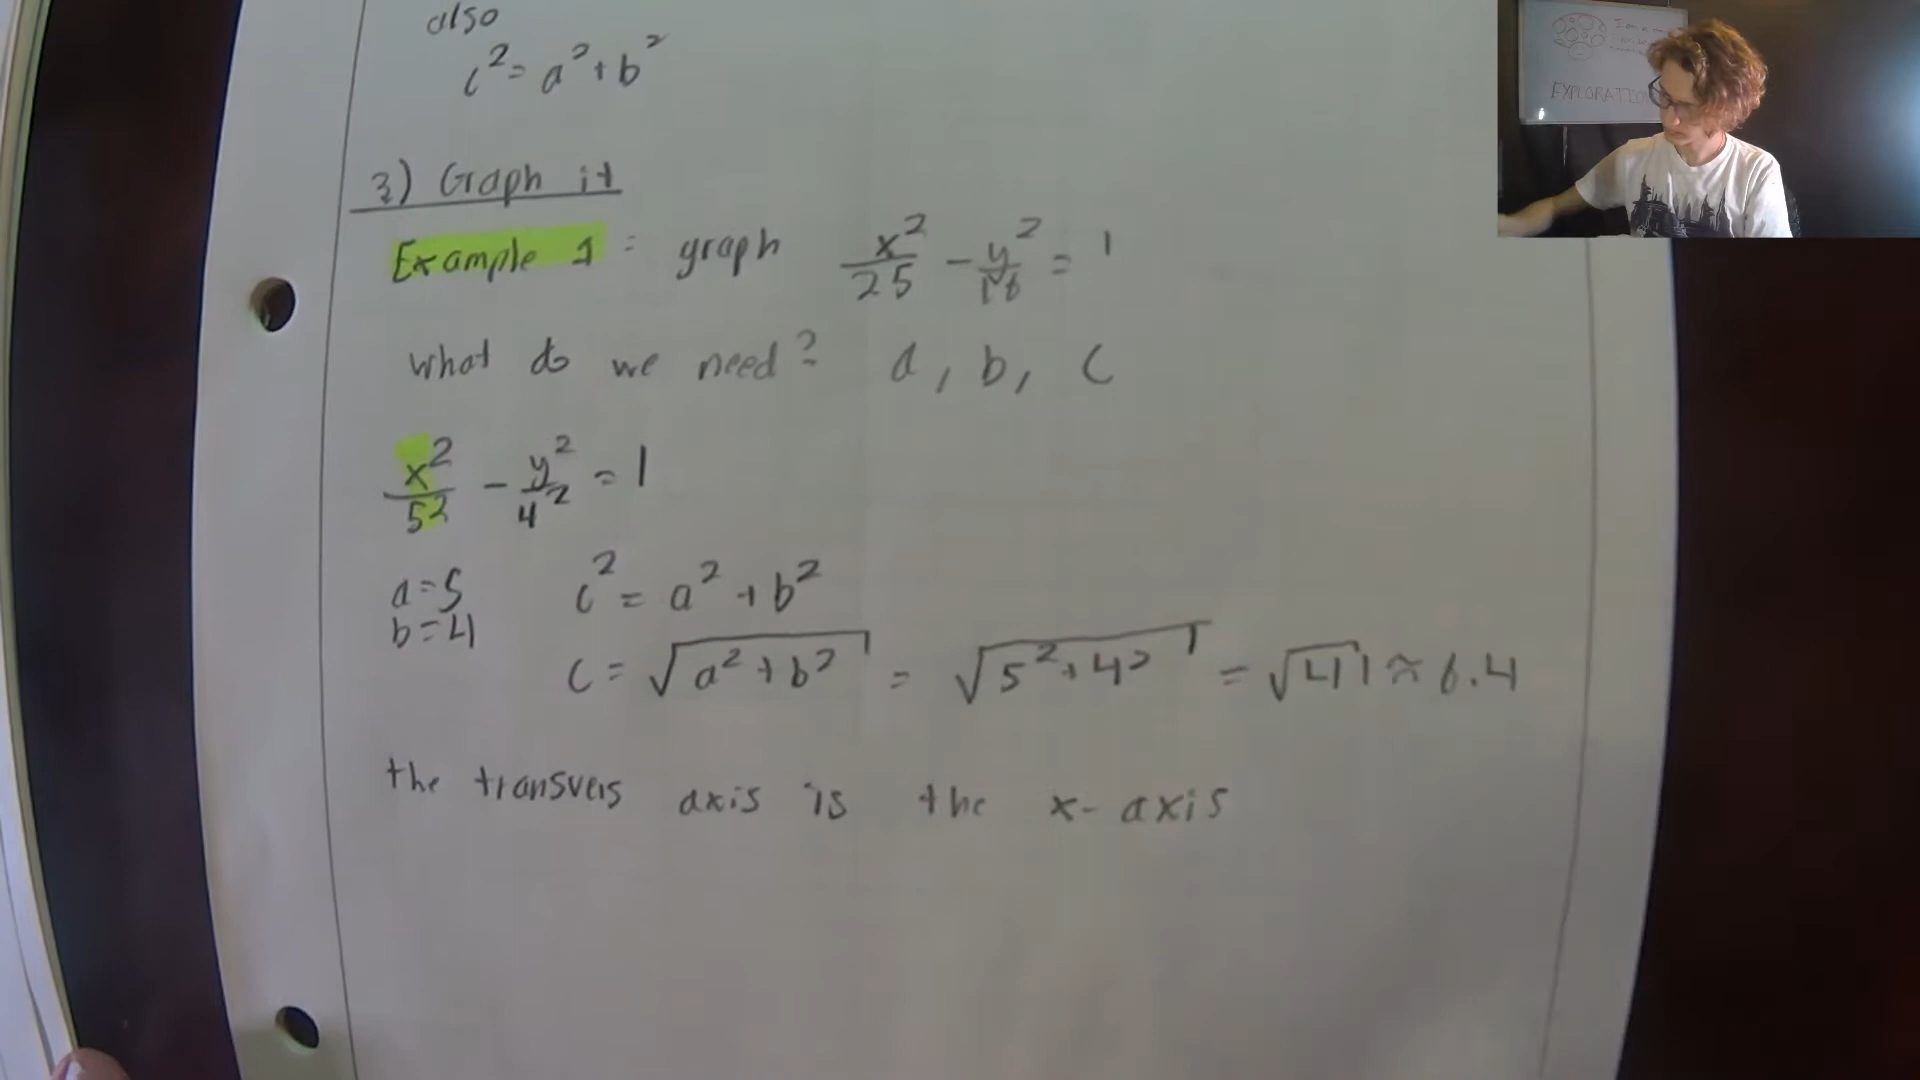 also
c² = a² + b²
3) Graph it
Example 1: graph x²/25 - y²/16 = 1
what do we need? a, b, c
x²/5² - y²/4² = 1
a=5 c² = a² + b²
b=4
c = √a² + b² = √5² + 4² = √41 ≈ 6.4
the transvers axis is the x-axis
EXPLORATION